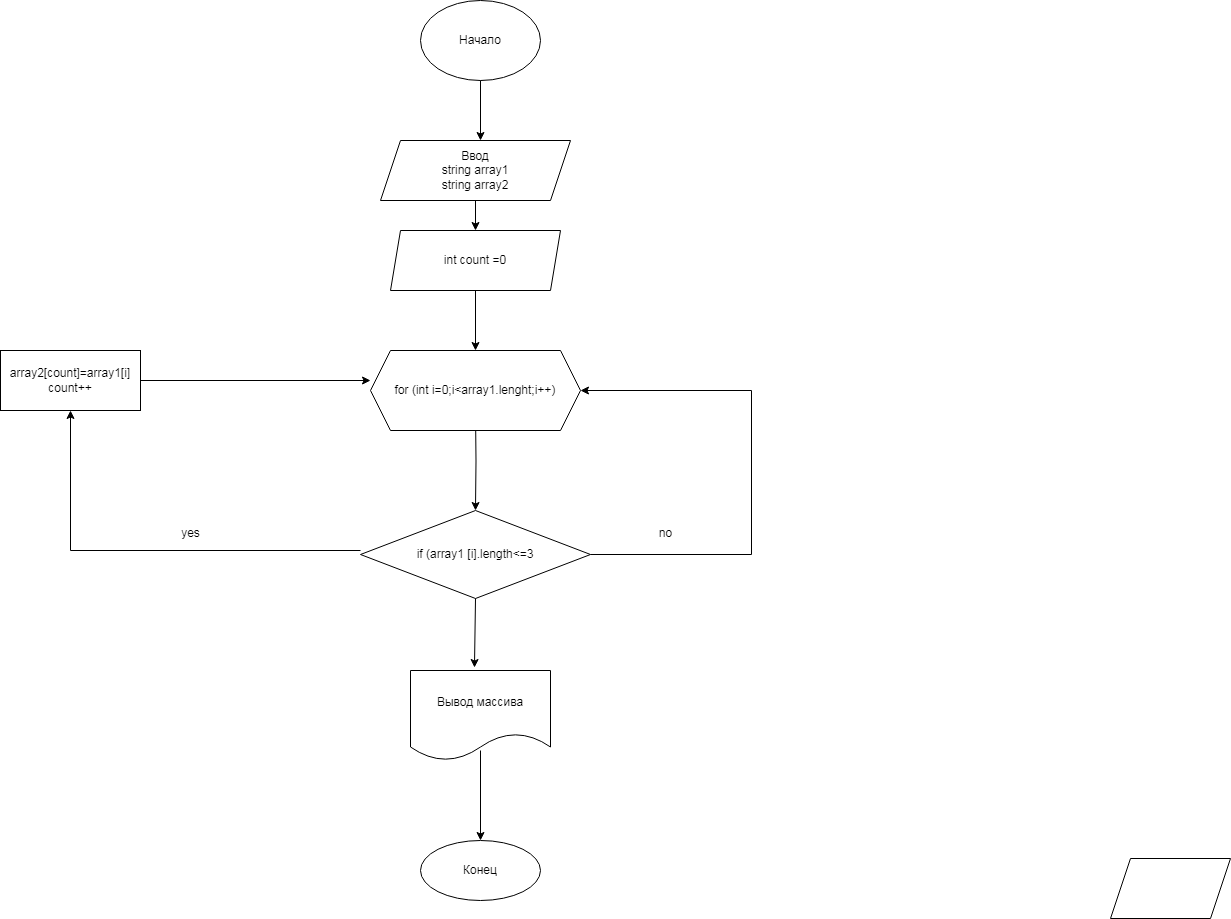 Начало
Ввод
string array1
string array2
int count =0
array2[count]=array1[i]
count++
for (int i=0;i<array1.lenght;i++)
yes
no
if (array1 [i].length<=3
Вывод массива
Конец